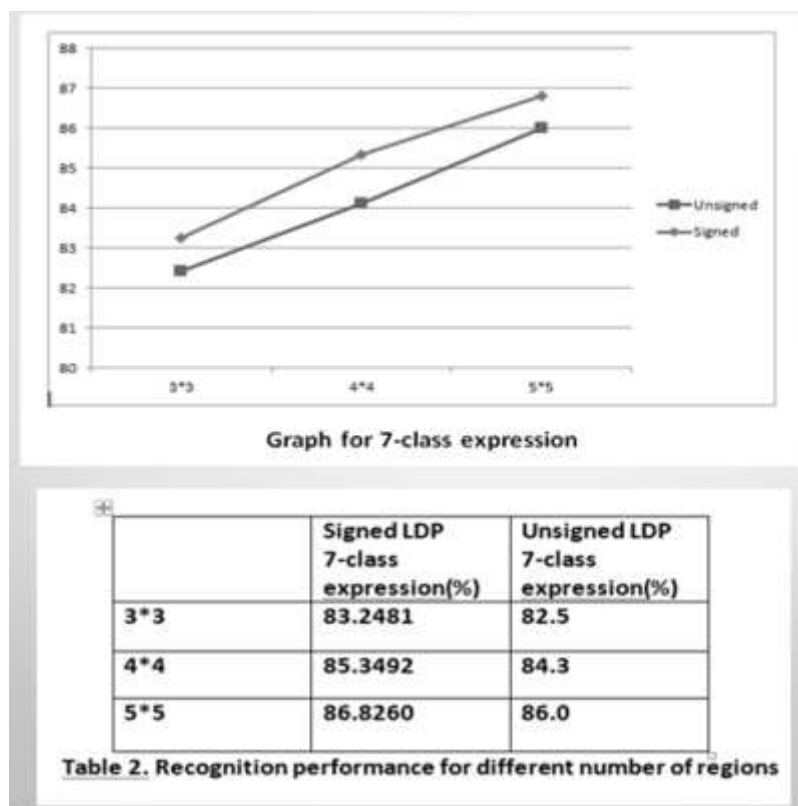 88
87
86
85
84
83
82
81
80
3*3 4*4 5*5
Unsigned
Signed
Graph for 7-class expression
Signed LDP
7-class
expression(%)
Unsigned LDP
7-class
expression(%)
3*3 83.2481 82.5
4*4 85.3492 84.3
5*5 86.8260 86.0
Table 2. Recognition performance for different number of regions